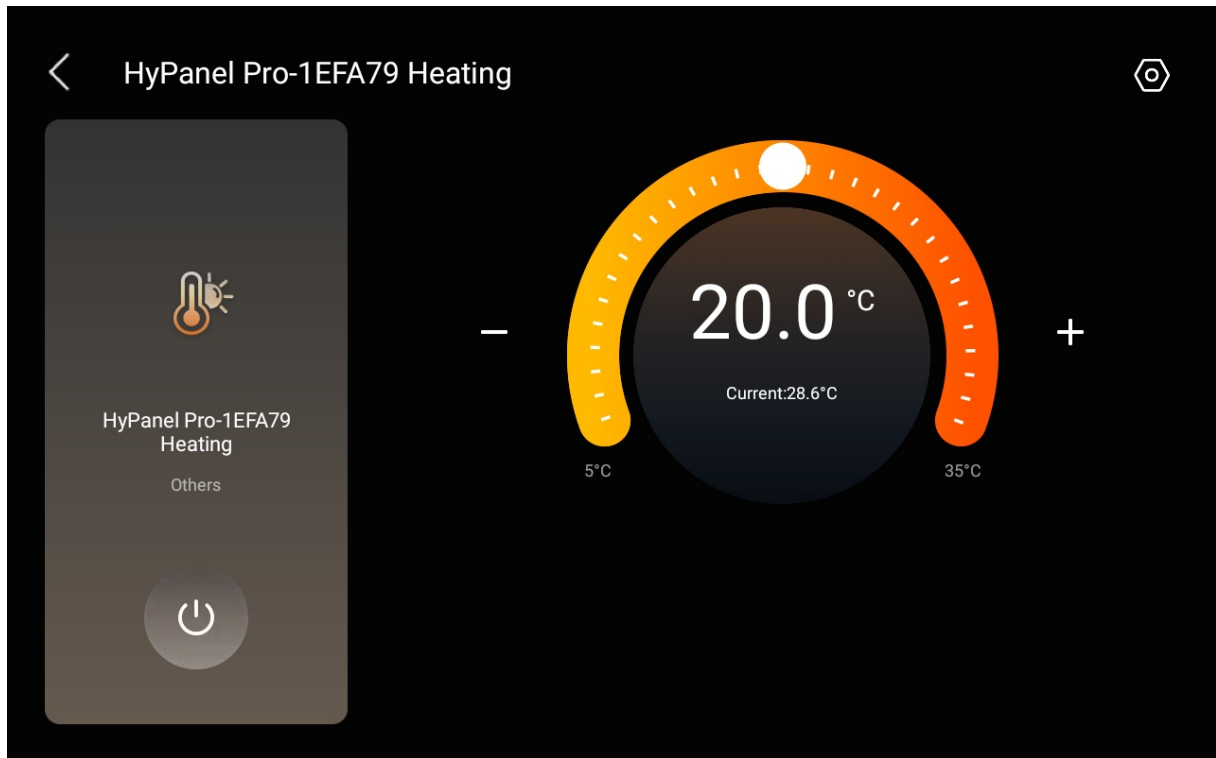 HyPanel Pro-1EFA79 Heating
20.0 °C
Current:28.6°C
5°C
35°C
HyPanel Pro-1EFA79
Heating
Others